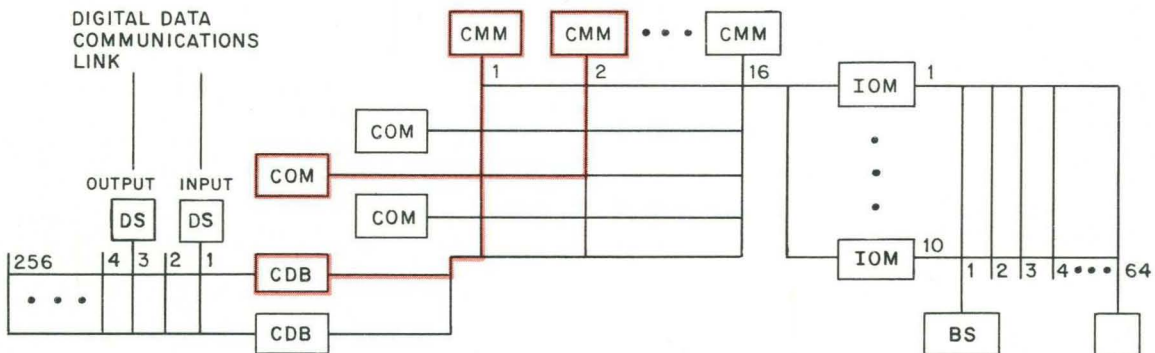 DIGITAL DATA
COMMUNICATIONS
LINK
CMM
CMM
• • •
CMM
1
2
16
IOM
1
COM
COM
COM
OUTPUT
INPUT
DS
DS
256
4
3
2
1
CDB
• • •
CDB
IOM
10
1
2
3
4
•••
64
BS